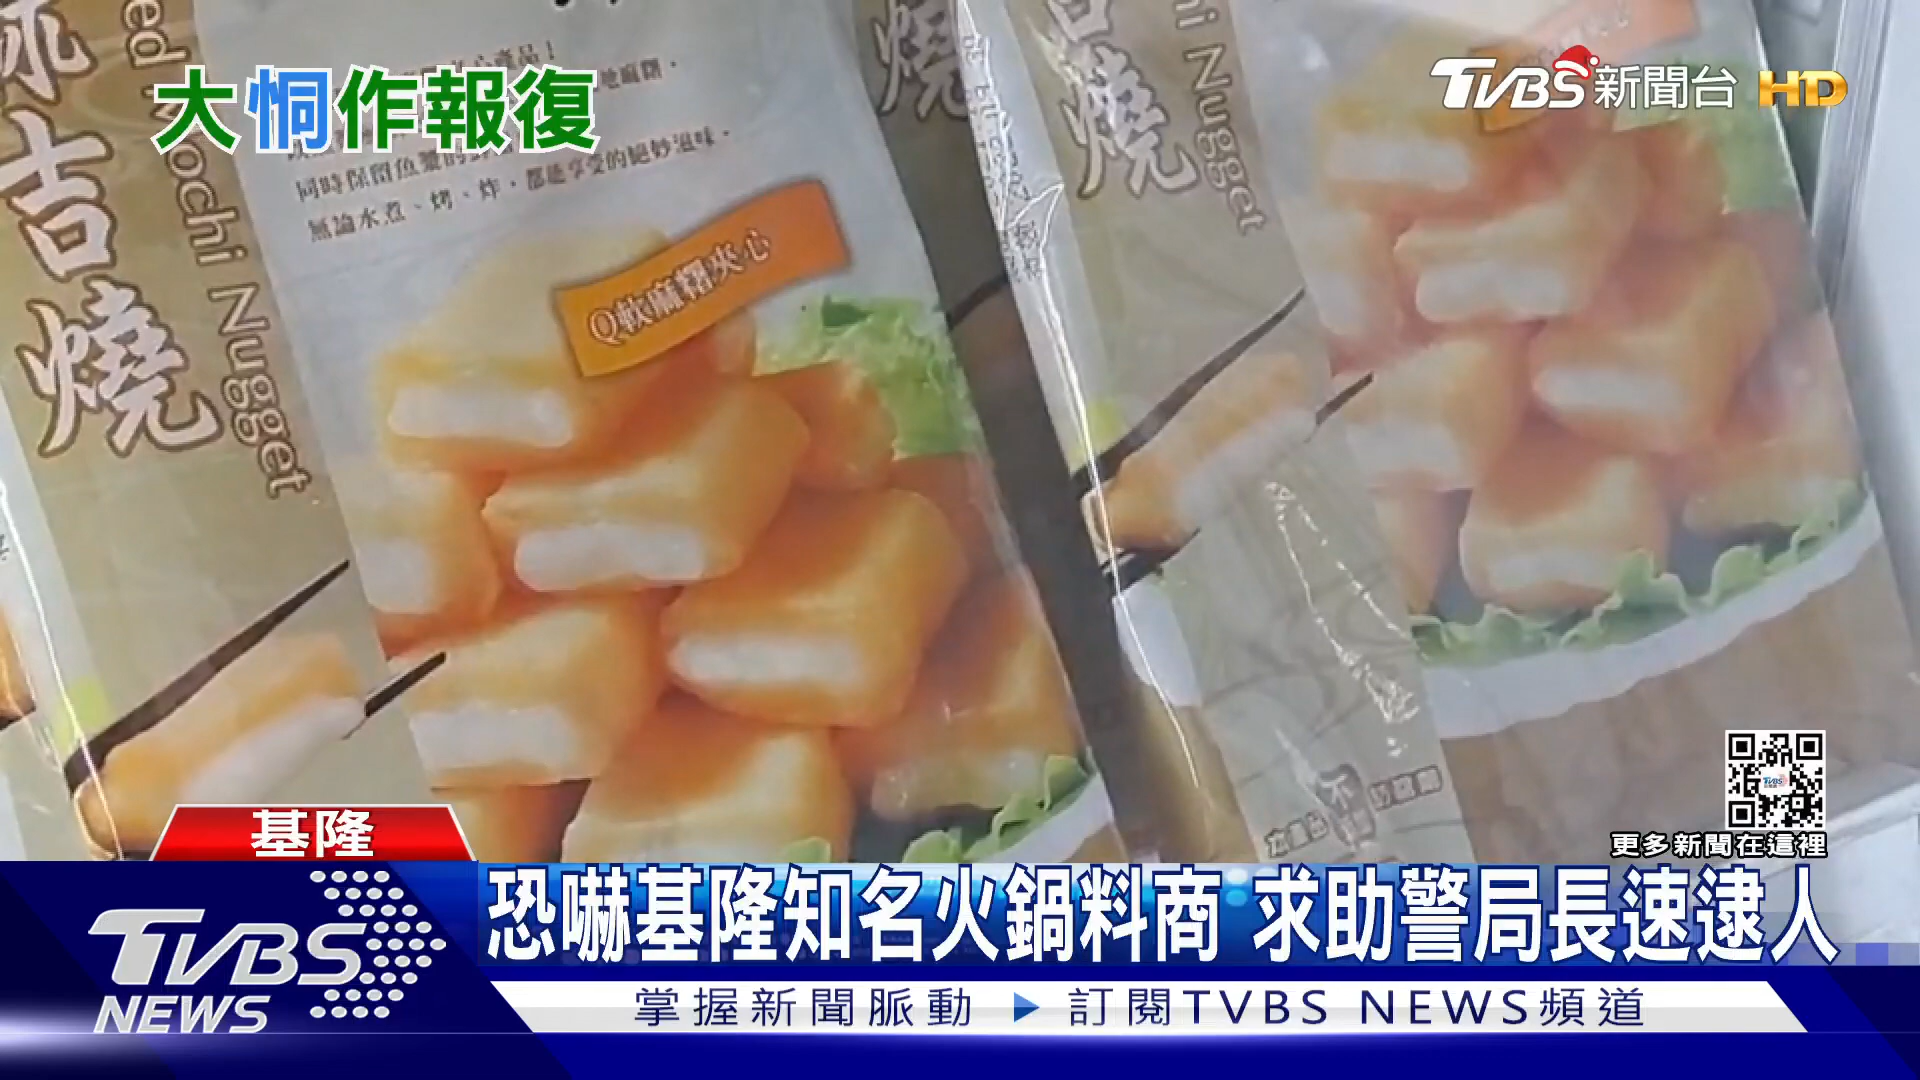 大恫作報復
TVBS新聞台 HD
吉燒
Mochi Nugget
同時保留魚漿的
無論水煮、烤、炸，都能享受的絕妙滋味。
Q軟麻糬夾心
燒
Nugget
更多新聞在這裡
基隆
恐嚇基隆知名火鍋料商 求助警局長速逮人
TVBS NEWS
掌握新聞脈動 ▶ 訂閱TVBS NEWS頻道